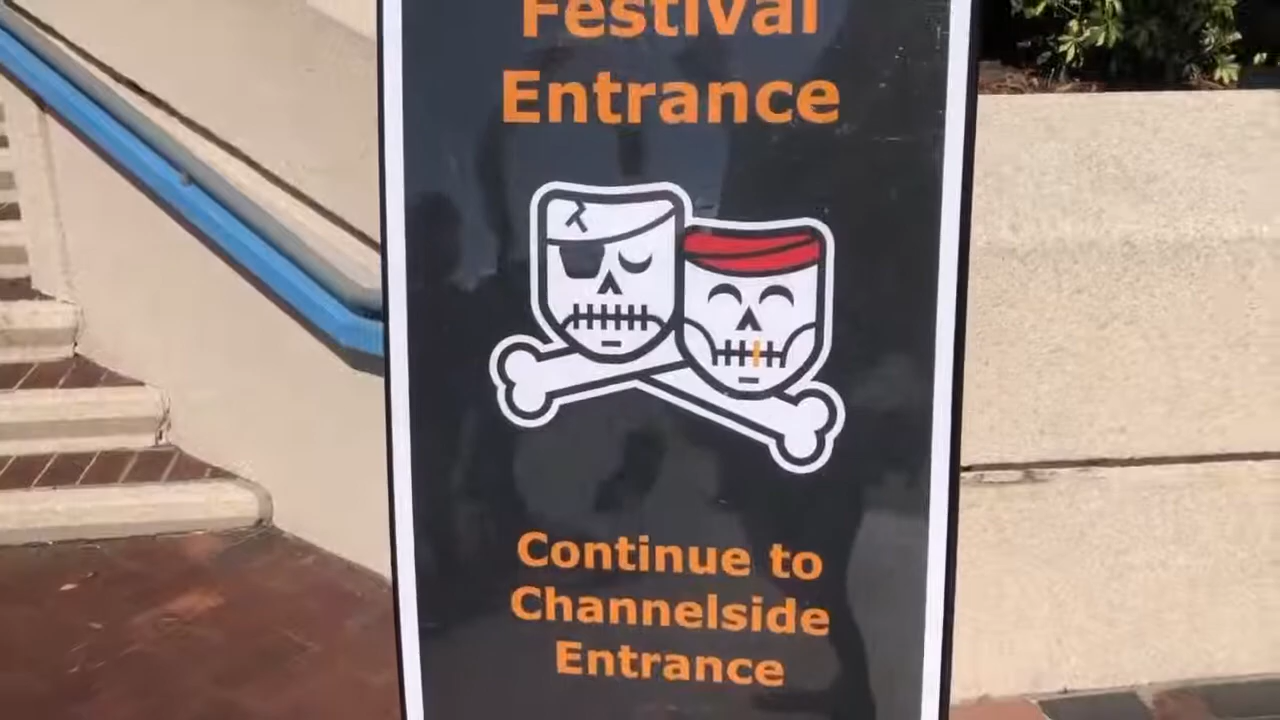 Festival
Entrance
Continue to
Channelside
Entrance